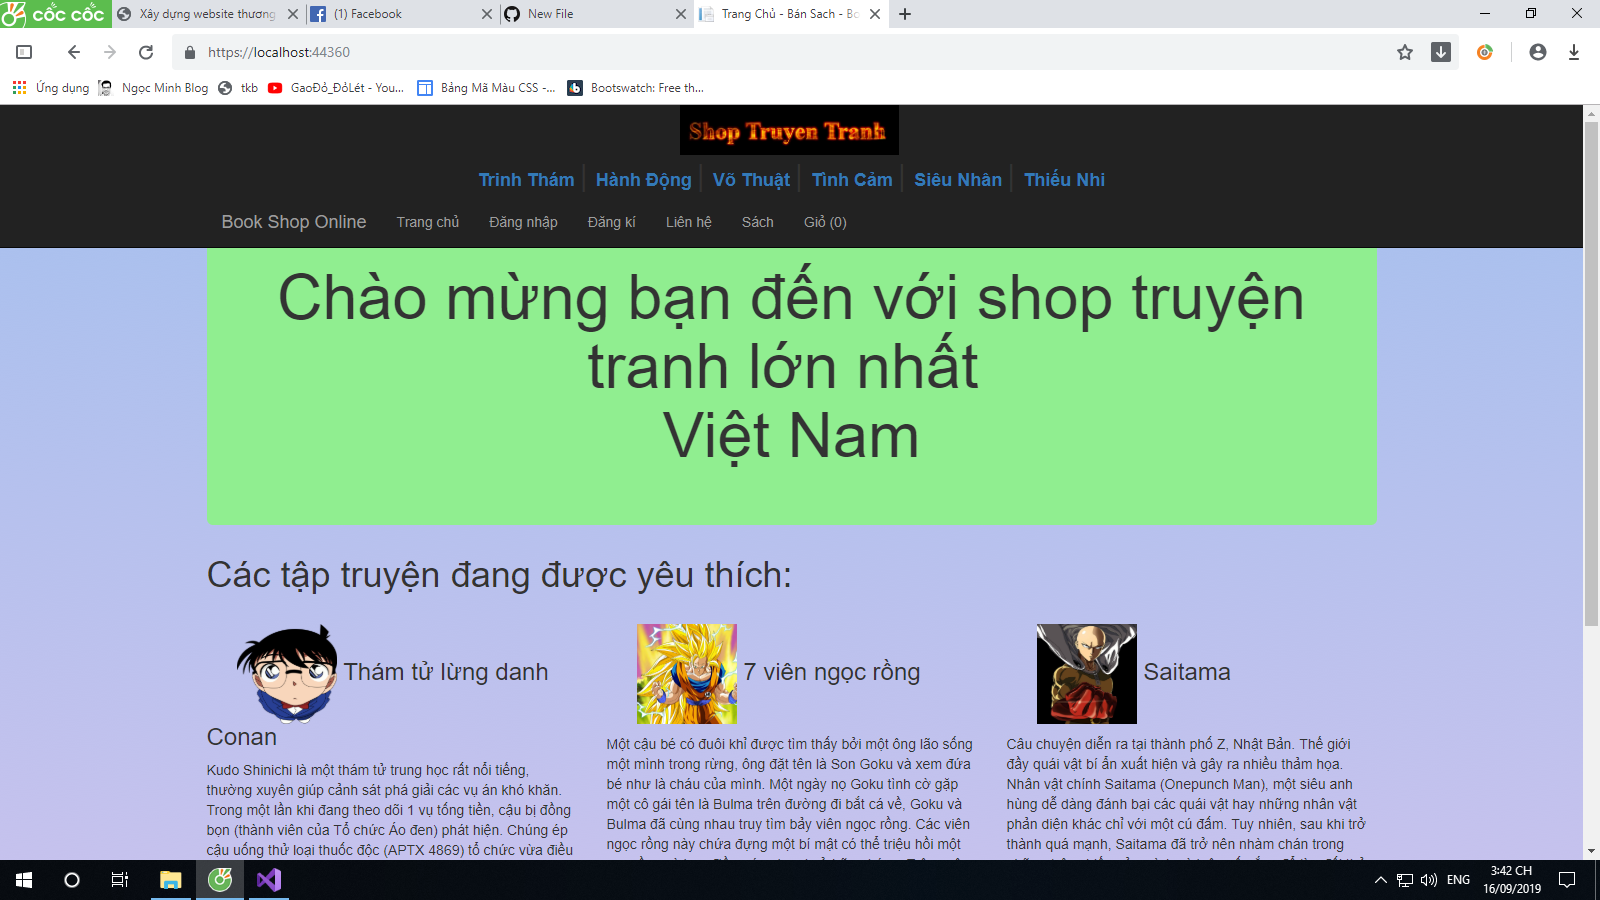 cốc cốc
Xây dựng website thương
(1) Facebook
New File
Trang Chủ - Bán Sach - Bo
https://localhost:44360
Ứng dụng
Ngọc Minh Blog
tkb
GaoĐỏ_ĐỏLét - You...
Bảng Mã Màu CSS -...
Bootswatch: Free th...
Shop Truyen Tranh
Trinh Thám Hành Động Võ Thuật Tình Cảm Siêu Nhân Thiếu Nhi
Book Shop Online Trang chủ Đăng nhập Đăng kí Liên hệ Sách Giỏ (0)
Chào mừng bạn đến với shop truyện
tranh lớn nhất
Việt Nam
Các tập truyện đang được yêu thích:
Thám tử lừng danh
Conan
Kudo Shinichi là một thám tử trung học rất nổi tiếng,
thường xuyên giúp cảnh sát phá giải các vụ án khó khăn.
Trong một lần khi đang theo dõi 1 vụ tống tiền, cậu bị đồng
bọn (thành viên của Tổ chức Áo đen) phát hiện. Chúng ép
cậu uống thử loại thuốc độc (APTX 4869) tổ chức vừa điều
7 viên ngọc rồng
Một cậu bé có đuôi khỉ được tìm thấy bởi một ông lão sống
một mình trong rừng, ông đặt tên là Son Goku và xem đứa
bé như là cháu của mình. Một ngày nọ Goku tình cờ gặp
một cô gái tên là Bulma trên đường đi bắt cá về, Goku và
Bulma đã cùng nhau truy tìm bảy viên ngọc rồng. Các viên
ngọc rồng này chứa đựng một bí mật có thể triệu hồi một
Saitama
Câu chuyện diễn ra tại thành phố Z, Nhật Bản. Thế giới
đầy quái vật bí ẩn xuất hiện và gây ra nhiều thảm họa.
Nhân vật chính Saitama (Onepunch Man), một siêu anh
hùng dễ dàng đánh bại các quái vật hay những nhân vật
phản diện khác chỉ với một cú đấm. Tuy nhiên, sau khi trở
thành quá mạnh, Saitama đã trở nên nhàm chán trong
ENG
3:42 CH
16/09/2019